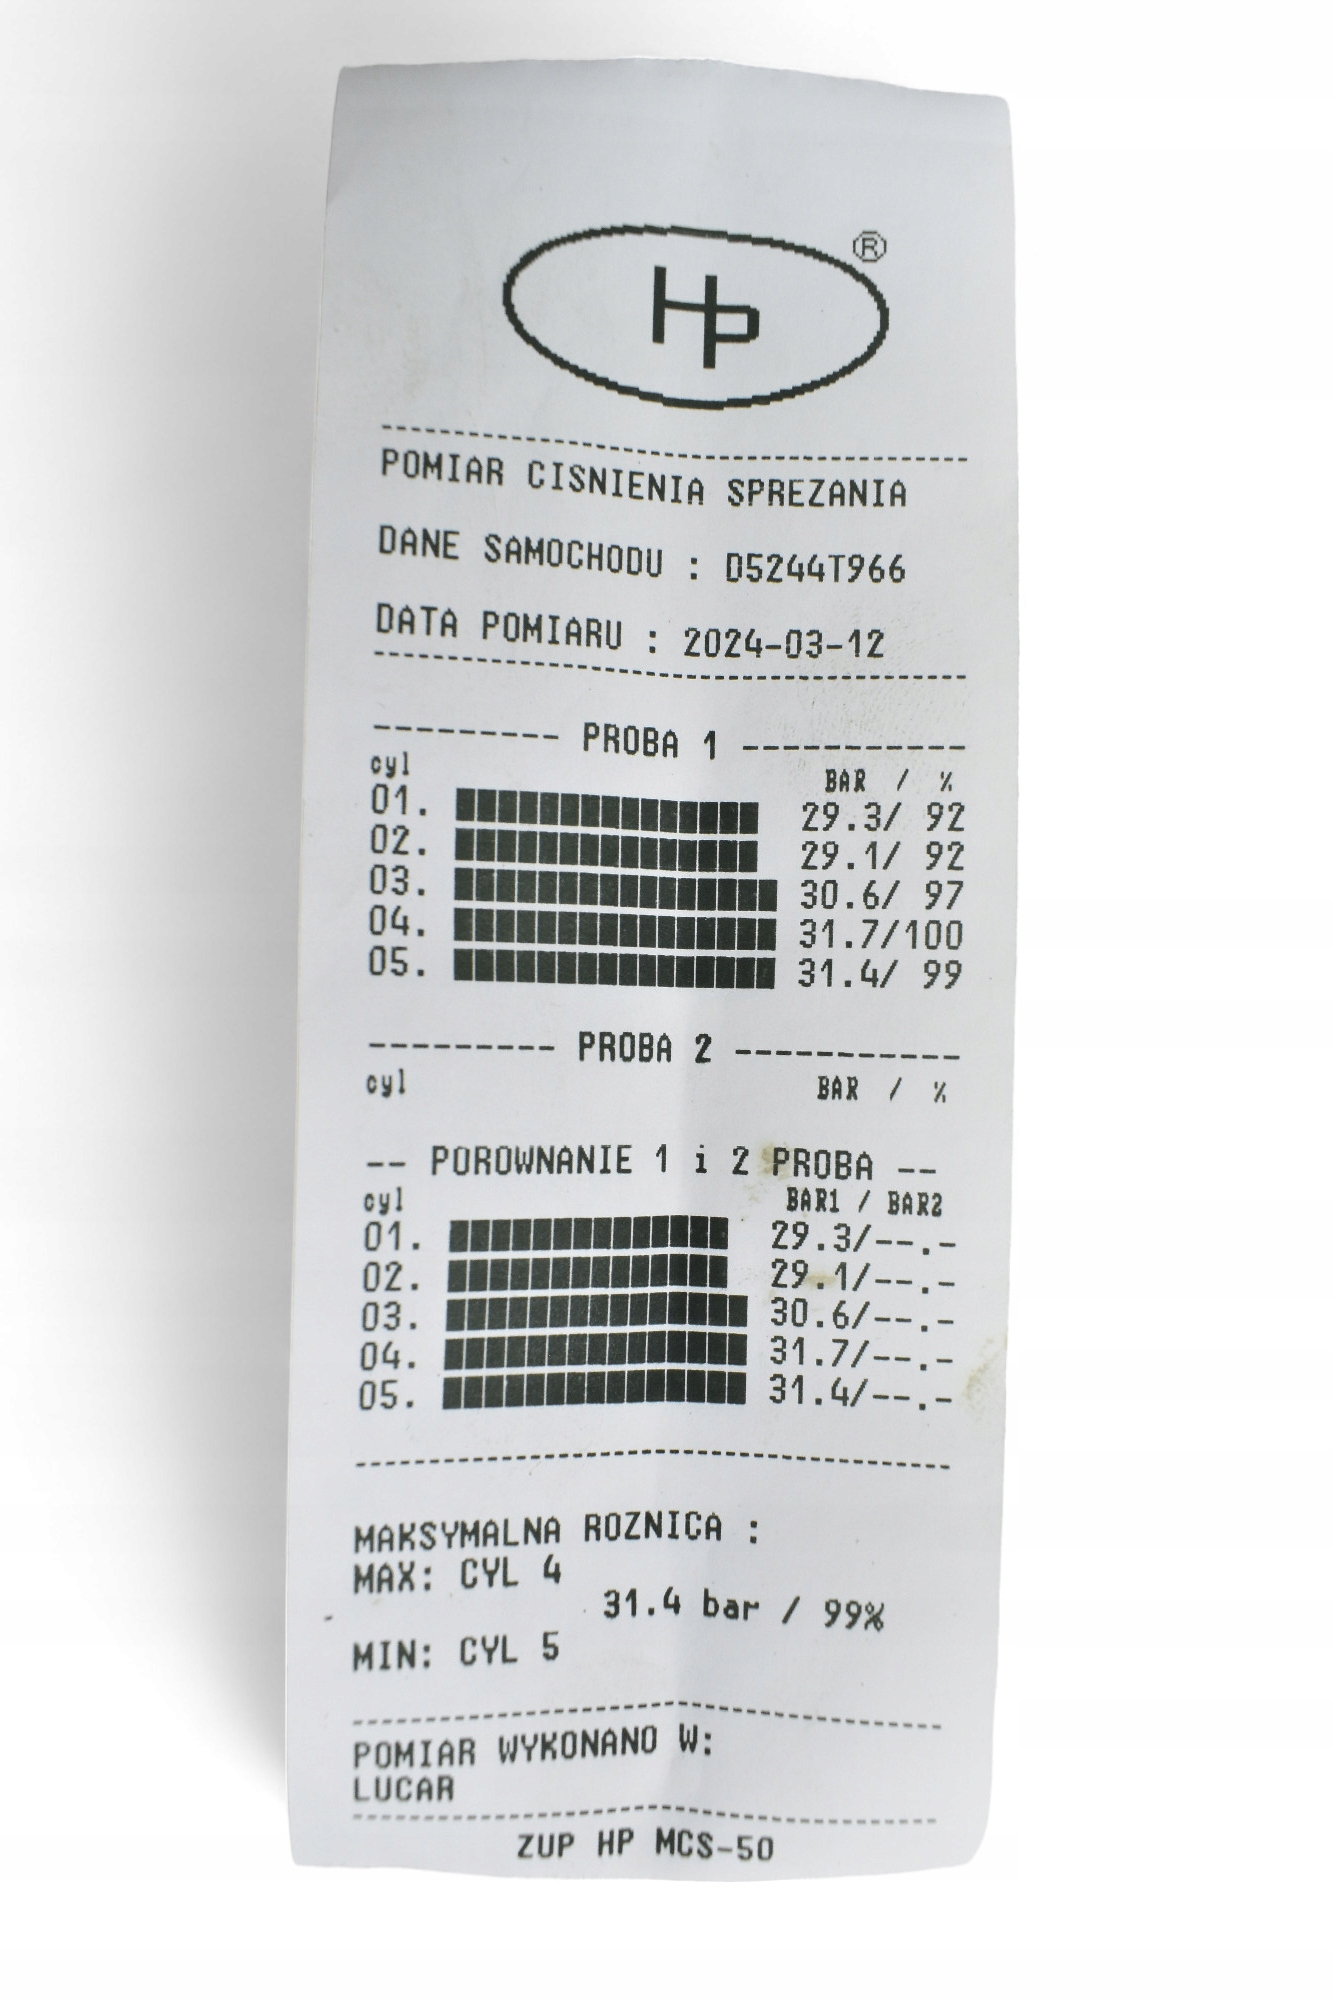 HP ®
POMIAR CISNIENIA SPREZANIA
DANE SAMOCHODU : D5244T966
DATA POMIARU : 2024-03-12
--------- PROBA 1 -----------
cyl BAR / %
01. 29.3/ 92
02. 29.1/ 92
03. 30.6/ 97
04. 31.7/100
05. 31.4/ 99
--------- PROBA 2 -----------
cyl BAR / %
-- POROWNANIE 1 i 2 PROBA --
cyl BAR1 / BAR2
01. 29.3/--.-
02. 29.1/--.-
03. 30.6/--.-
04. 31.7/--.-
05. 31.4/--.-
MAKSYMALNA ROZNICA :
MAX: CYL 4
31.4 bar / 99%
MIN: CYL 5
POMIAR WYKONANO W:
LUCAR
ZUP HP MCS-50